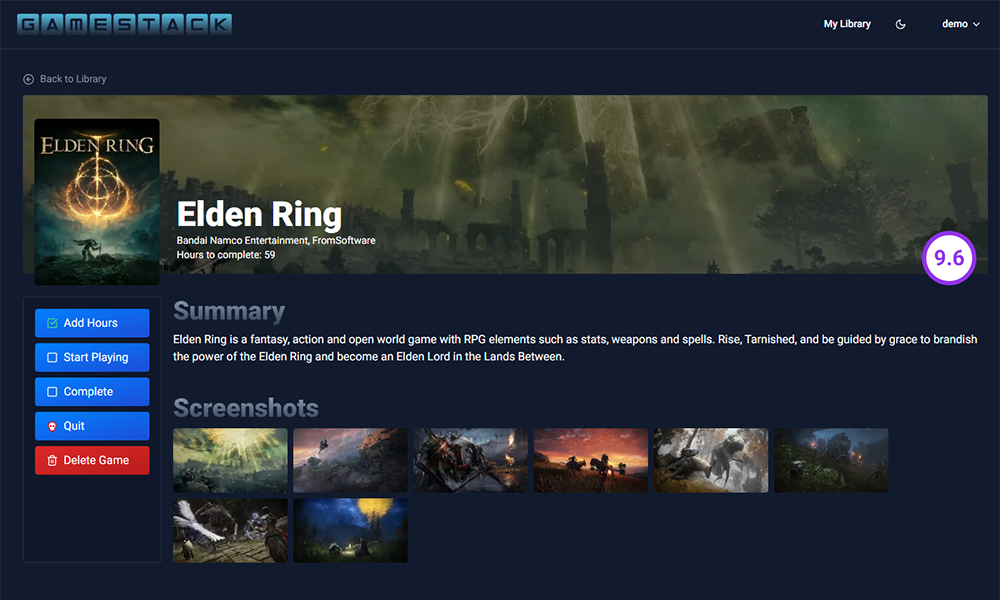 GAMESTACK
My Library
demo
Back to Library
ELDEN RING
Elden Ring
Bandai Namco Entertainment, FromSoftware
Hours to complete: 59
9.6
Add Hours
Start Playing
Complete
Quit
Delete Game
Summary
Elden Ring is a fantasy, action and open world game with RPG elements such as stats, weapons and spells. Rise, Tarnished, and be guided by grace to brandish
the power of the Elden Ring and become an Elden Lord in the Lands Between.
Screenshots